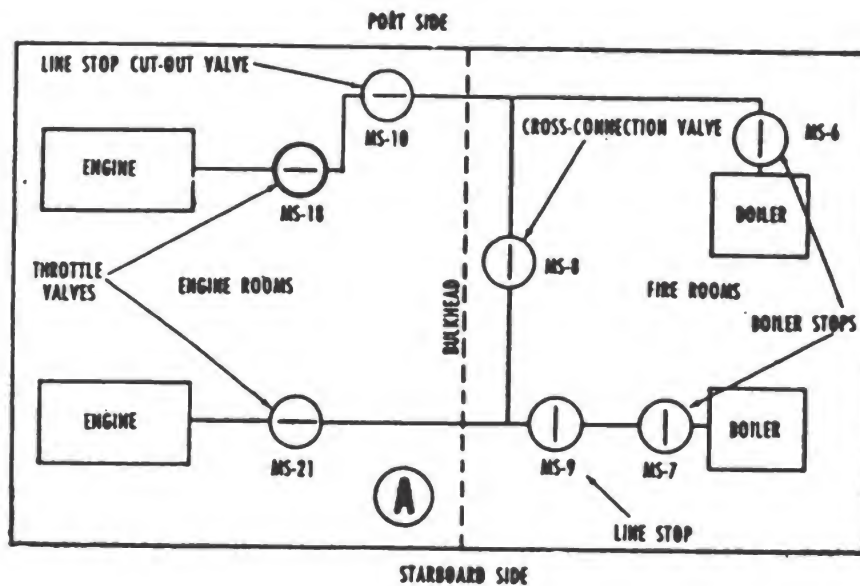 PORT SIDE
LINE STOP CUT-OUT VALVE
MS-10
CROSS-CONNECTION VALVE
MS-6
ENGINE
MS-18
BOILER
THROTTLE
VALVES
ENGINE ROOMS
BULKHEAD
MS-8
FIRE ROOMS
BOILER STOPS
ENGINE
MS-21
MS-9
MS-7
BOILER
A
LINE STOP
STARBOARD SIDE